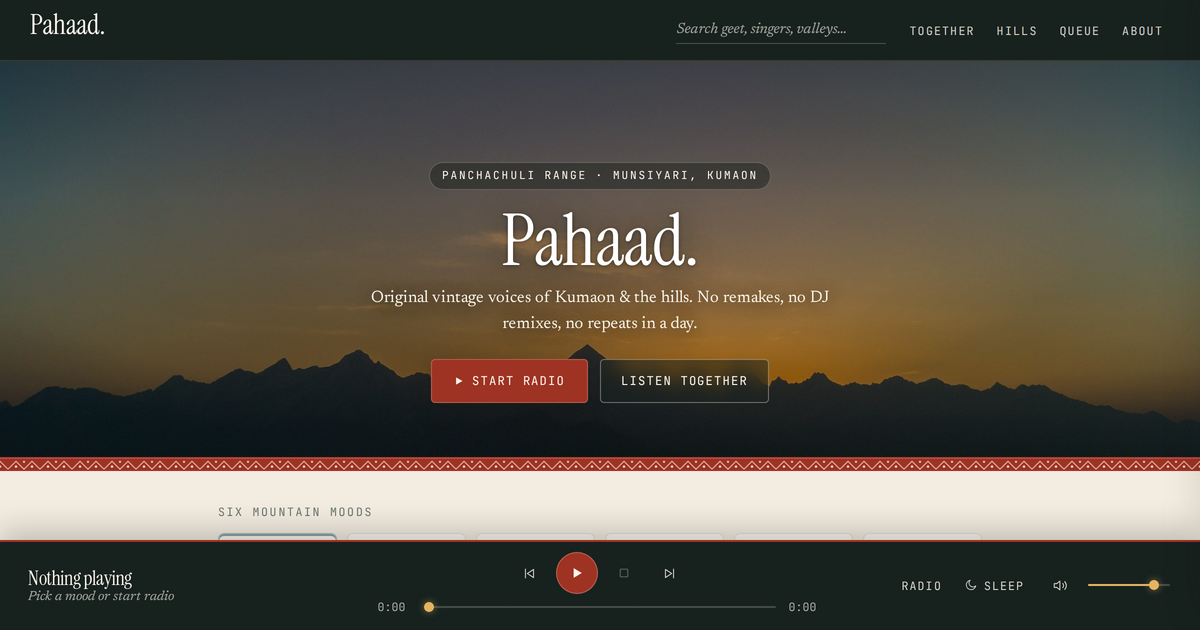 Pahaad.
Search geet, singers, valleys...
TOGETHER
HILLS
QUEUE
ABOUT
PANCHACHULI RANGE · MUNSIYARI, KUMAON
Pahaad.
Original vintage voices of Kumaon & the hills. No remakes, no DJ
remixes, no repeats in a day.
START RADIO
LISTEN TOGETHER
SIX MOUNTAIN MOODS
Nothing playing
Pick a mood or start radio
0:00
0:00
RADIO
SLEEP